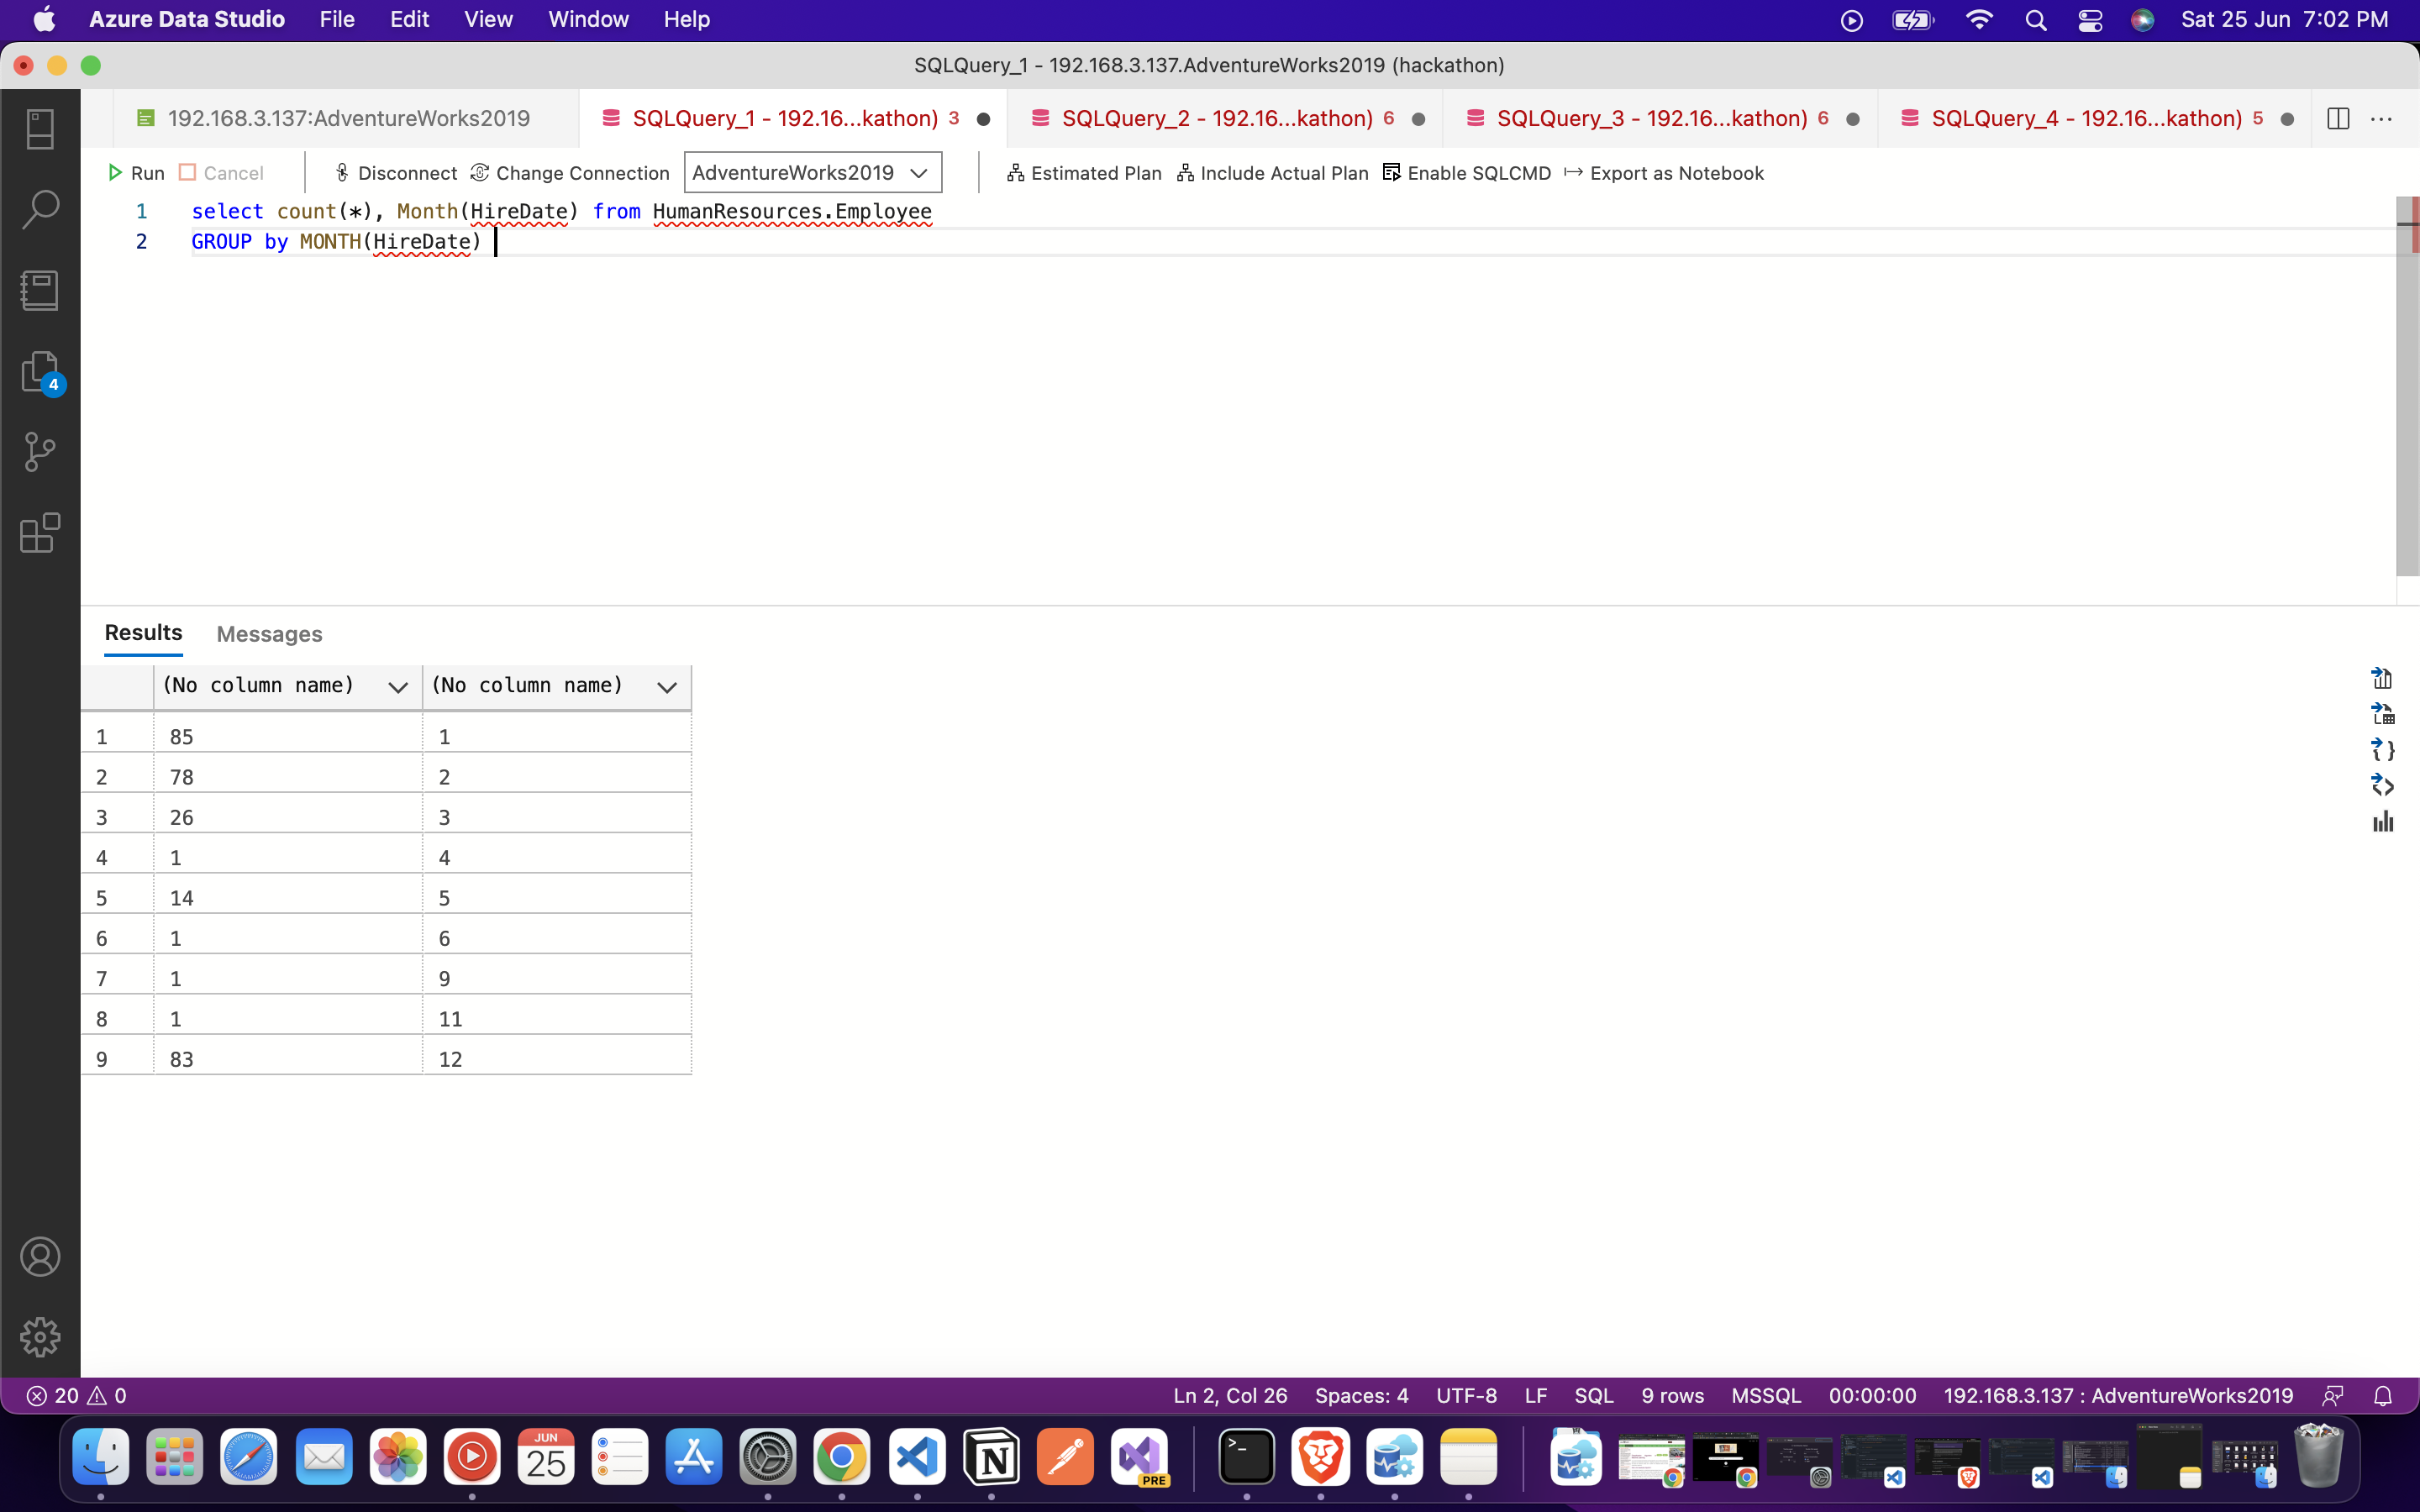 Azure Data Studio File Edit View Window Help Sat 25 Jun 7:02 PM
SQLQuery_1 - 192.168.3.137.AdventureWorks2019 (hackathon)
192.168.3.137:AdventureWorks2019 SQLQuery_1 - 192.16...kathon) 3 SQLQuery_2 - 192.16...kathon) 6 SQLQuery_3 - 192.16...kathon) 6 SQLQuery_4 - 192.16...kathon) 5
Run Cancel Disconnect Change Connection AdventureWorks2019 Estimated Plan Include Actual Plan Enable SQLCMD Export as Notebook
1 select count(*), Month(HireDate) from HumanResources.Employee
2 GROUP by MONTH(HireDate)
4
Results Messages
(No column name) (No column name)
1 85 1
2 78 2
3 26 3
4 1 4
5 14 5
6 1 6
7 1 9
8 1 11
9 83 12
20 0 Ln 2, Col 26 Spaces: 4 UTF-8 LF SQL 9 rows MSSQL 00:00:00 192.168.3.137 : AdventureWorks2019
JUN
25
PRE